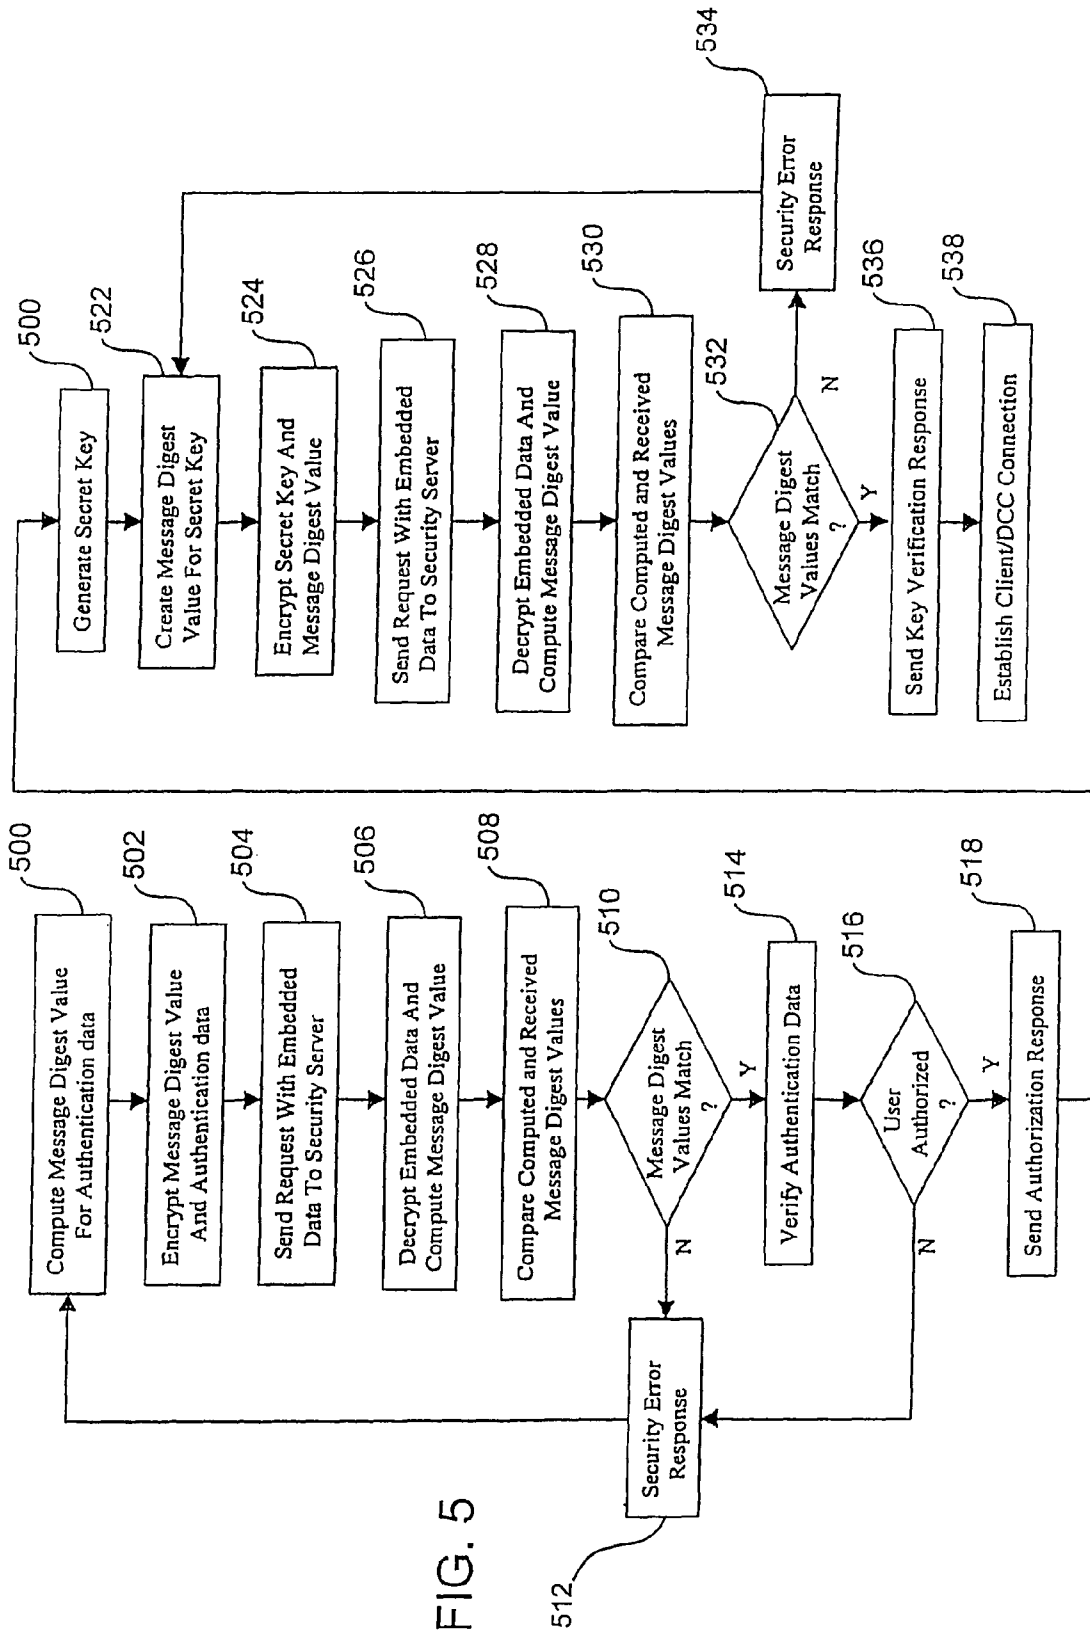 FIG. 5
500
Compute Message Digest Value
For Authentication data
502
Encrypt Message Digest Value
And Authentication data
504
Send Request With Embedded
Data To Security Server
506
Decrypt Embedded Data And
Compute Message Digest Value
508
Compare Computed and Received
Message Digest Values
510
Message Digest
Values Match
?
N
Y
512
Security Error
Response
514
Verify Authentication Data
516
User
Authorized
?
N
Y
518
Send Authorization Response
500
Generate Secret Key
522
Create Message Digest
Value For Secret Key
524
Encrypt Secret Key And
Message Digest Value
526
Send Request With Embedded
Data To Security Server
528
Decrypt Embedded Data And
Compute Message Digest Value
530
Compare Computed and Received
Message Digest Values
532
Message Digest
Values Match
?
N
Y
534
Security Error
Response
536
Send Key Verification Response
538
Establish Client/DCC Connection